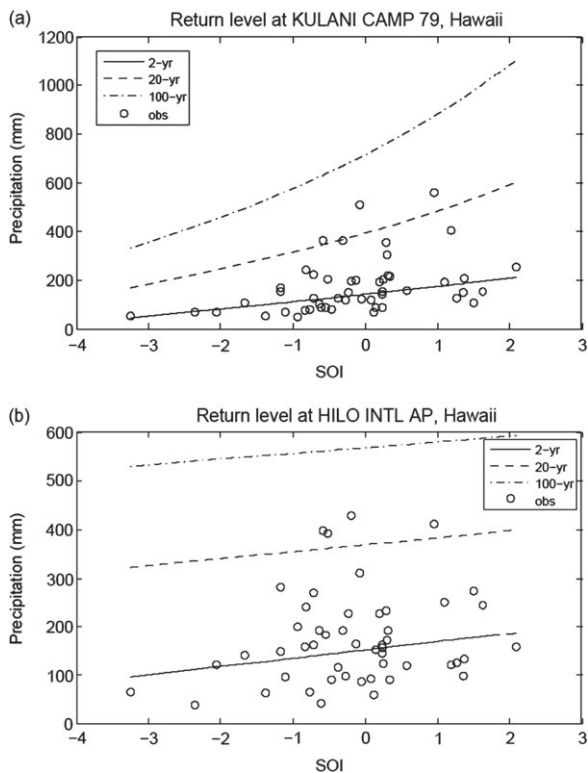 (a)
Return level at KULANI CAMP 79, Hawaii
1200
1000
800
600
400
200
0
Precipitation (mm)
2-yr
20-yr
100-yr
obs
−4 −3 −2 −1 0 1 2 3
SOI
(b)
Return level at HILO INTL AP, Hawaii
600
500
400
300
200
100
0
Precipitation (mm)
2-yr
20-yr
100-yr
obs
−4 −3 −2 −1 0 1 2 3
SOI